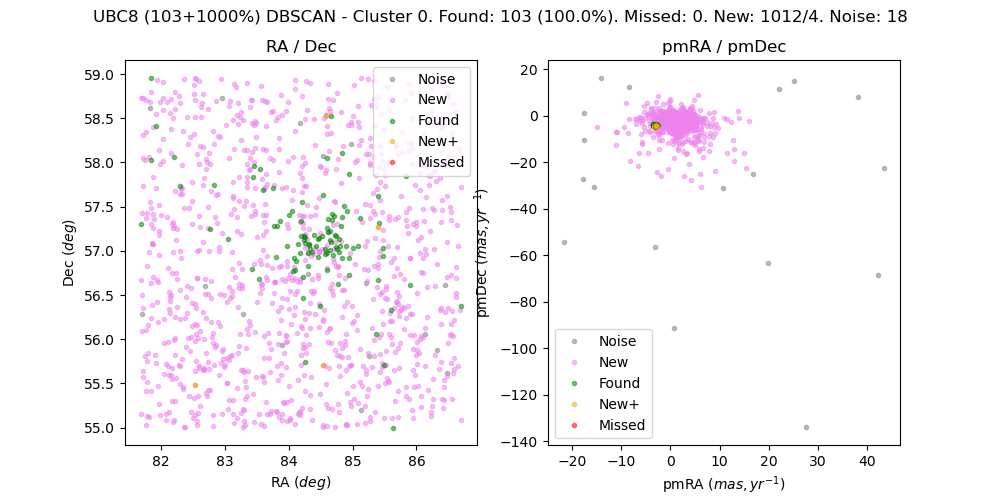 UBC8 (103+1000%) DBSCAN - Cluster 0. Found: 103 (100.0%). Missed: 0. New: 1012/4. Noise: 18
RA / Dec
59.0
58.5
58.0
57.5
57.0
56.5
56.0
55.5
55.0
Dec (deg)
Noise
New
Found
New+
Missed
82
83
84
85
86
RA (deg)
pmRA / pmDec
20
0
−20
−40
−60
−80
−100
−120
−140
pmDec (mas, yr⁻¹)
Noise
New
Found
New+
Missed
−20
−10
0
10
20
30
40
pmRA (mas, yr⁻¹)